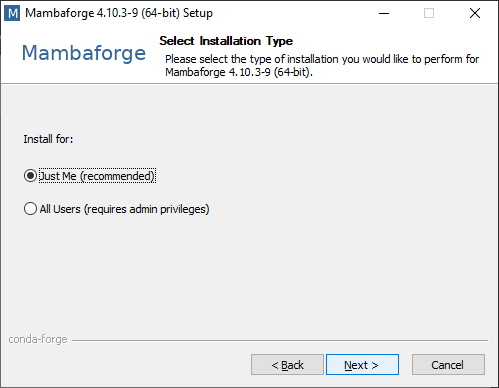 M Mambaforge 4.10.3-9 (64-bit) Setup
Mambaforge
Select Installation Type
Please select the type of installation you would like to perform for
Mambaforge 4.10.3-9 (64-bit).
Install for:
Just Me (recommended)
All Users (requires admin privileges)
conda-forge
< Back
Next >
Cancel